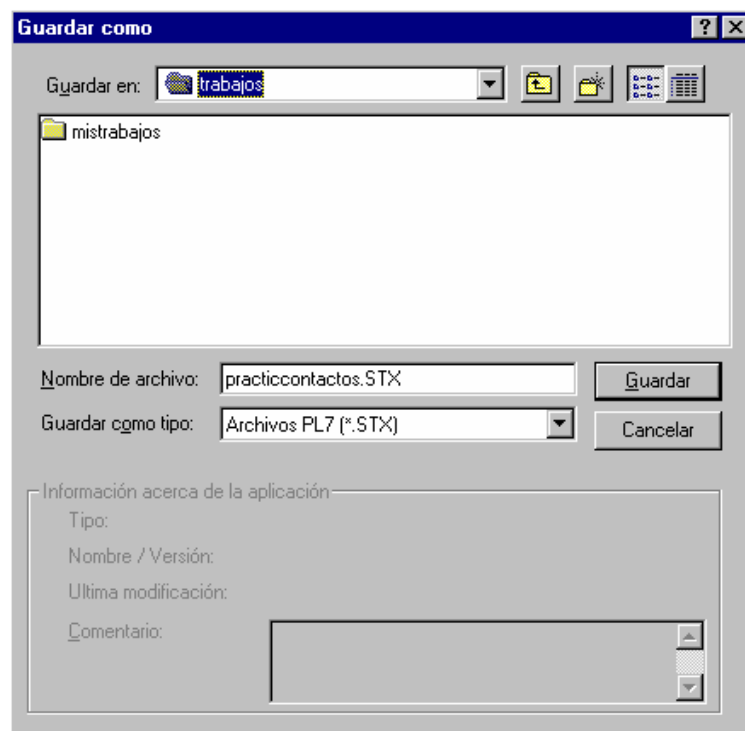 Guardar como
Guardar en: trabajos
mistrabajos
Nombre de archivo: practiccontactos.STX Guardar
Guardar como tipo: Archivos PL7 (*.STX) Cancelar
Información acerca de la aplicación
Tipo:
Nombre / Versión:
Ultima modificación:
Comentario: